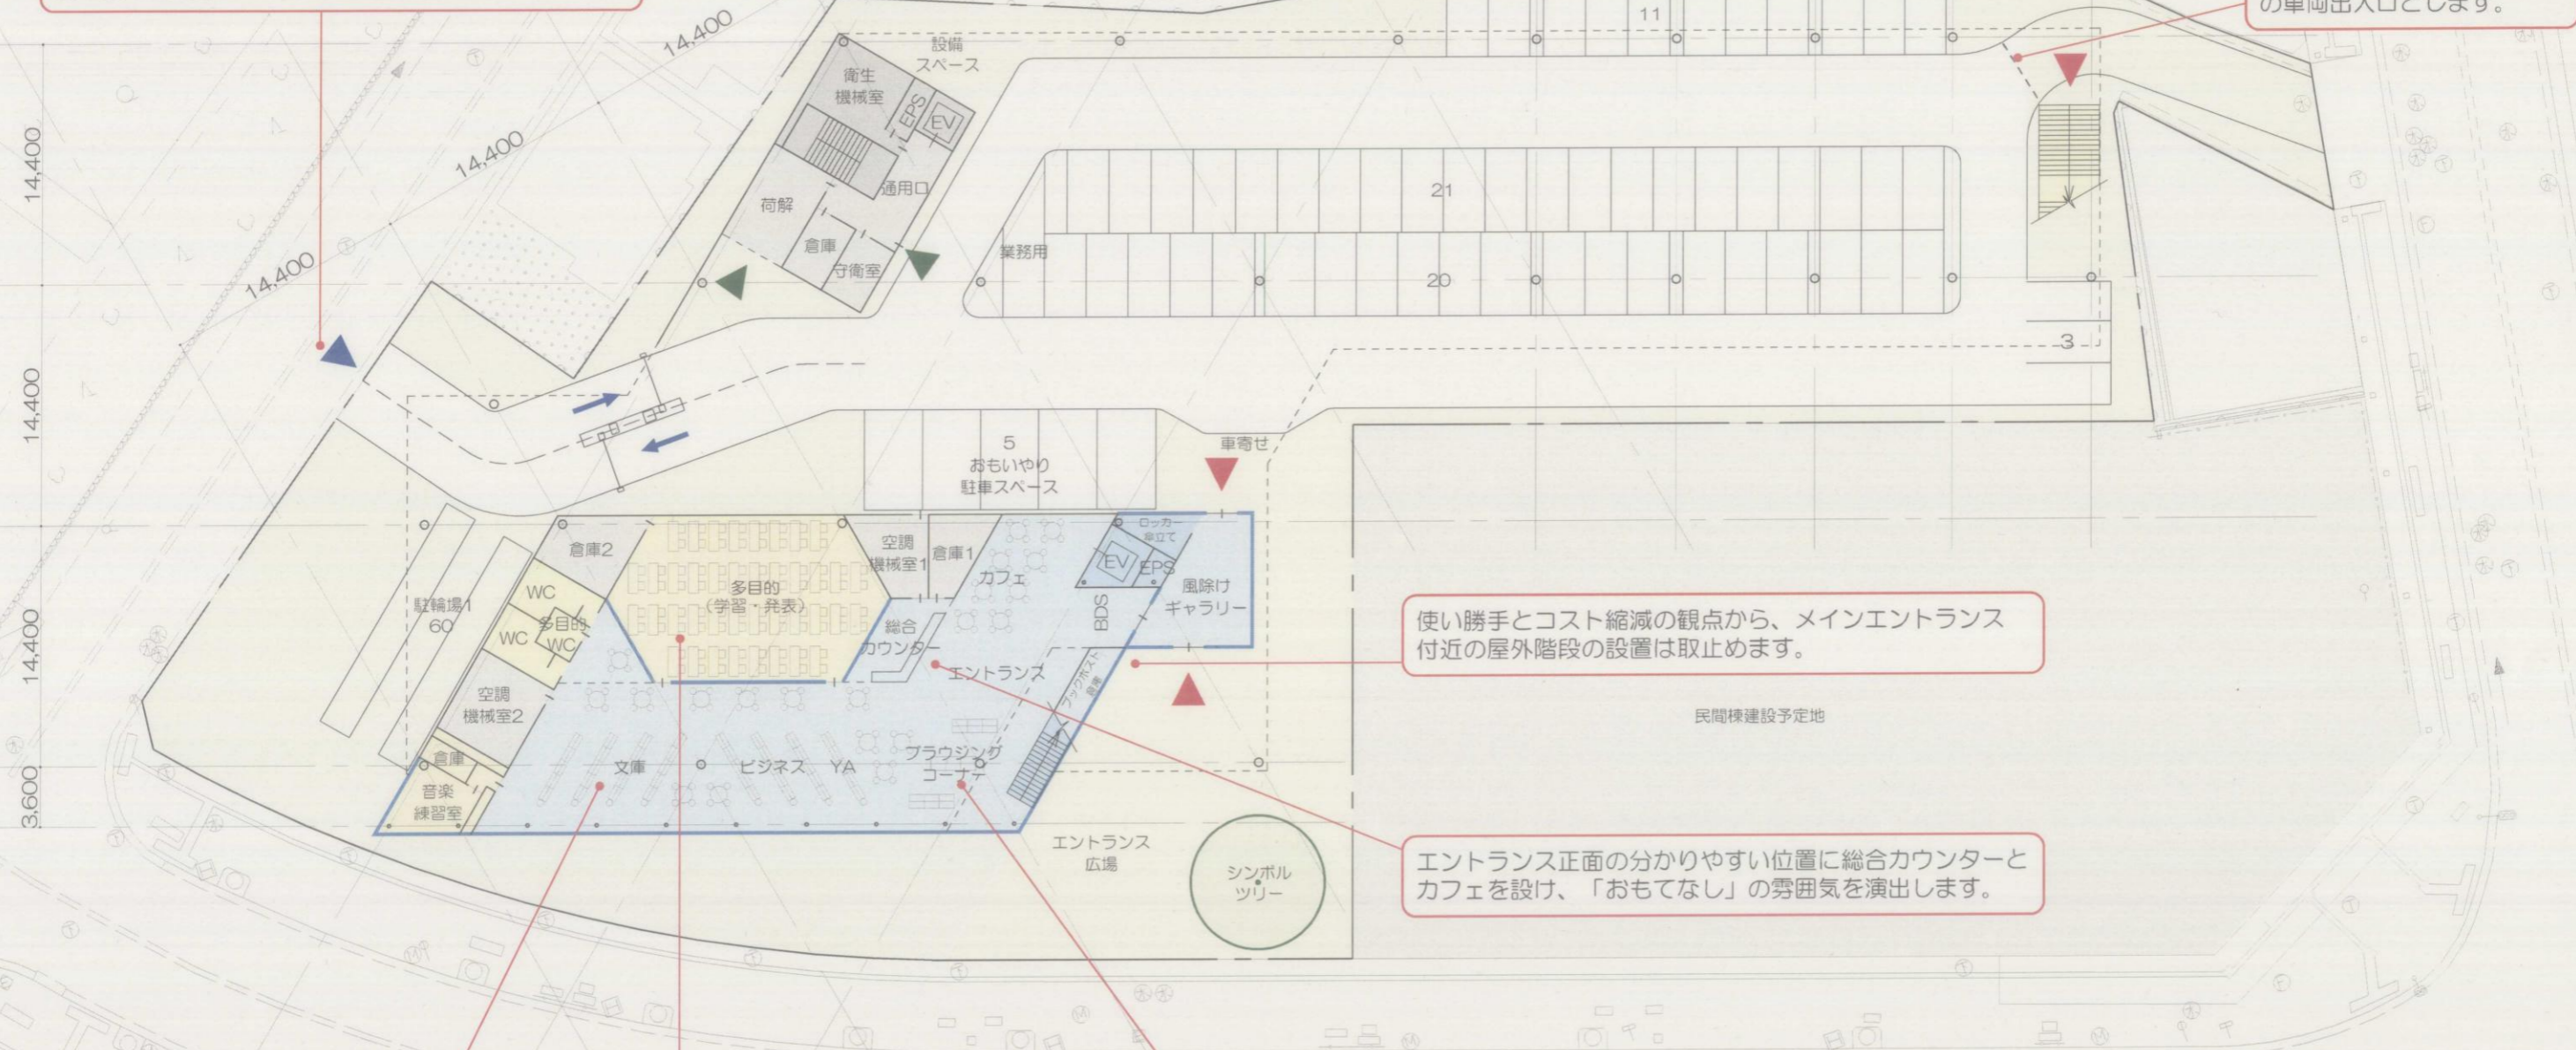 の車両出入口とします。
11
14,400
設備
スペース
衛生
機械室
EPS
EV
14,400
14,400
通用口
荷解
21
倉庫
守衛室
業務用
20
14,400
3
14,400
5
おもいやり
駐車スペース
車寄せ
倉庫2
空調
機械室1
倉庫1
カフェ
ロッカー
傘立て
EV
EPS
風除け
ギャラリー
BDS
WC
多目的
(学習・発表)
駐輪場1
60
WC
多目的
WC
総合
カウンター
エントランス
ブックポスト
倉庫
使い勝手とコスト縮減の観点から、メインエントランス
付近の屋外階段の設置は取止めます。
14,400
空調
機械室2
民間棟建設予定地
倉庫
文庫
ビジネス
YA
ブラウジング
コーナー
音楽
練習室
3,600
エントランス
広場
シンボル
ツリー
エントランス正面の分かりやすい位置に総合カウンターと
カフェを設け、「おもてなし」の雰囲気を演出します。